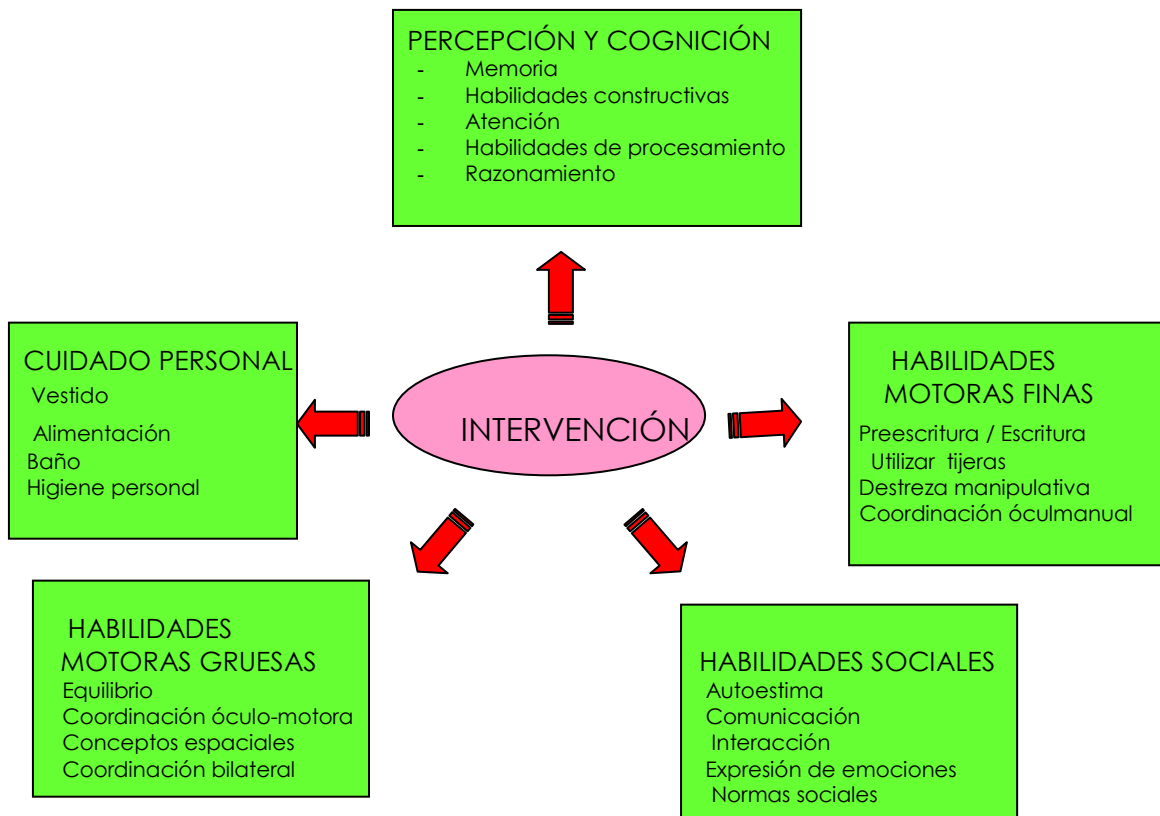 PERCEPCIÓN Y COGNICIÓN
- Memoria
- Habilidades constructivas
- Atención
- Habilidades de procesamiento
- Razonamiento
CUIDADO PERSONAL
Vestido
Alimentación
Baño
Higiene personal
INTERVENCIÓN
HABILIDADES
MOTORAS FINAS
Preescritura / Escritura
Utilizar tijeras
Destreza manipulativa
Coordinación óculmanual
HABILIDADES
MOTORAS GRUESAS
Equilibrio
Coordinación óculo-motora
Conceptos espaciales
Coordinación bilateral
HABILIDADES SOCIALES
Autoestima
Comunicación
Interacción
Expresión de emociones
Normas sociales